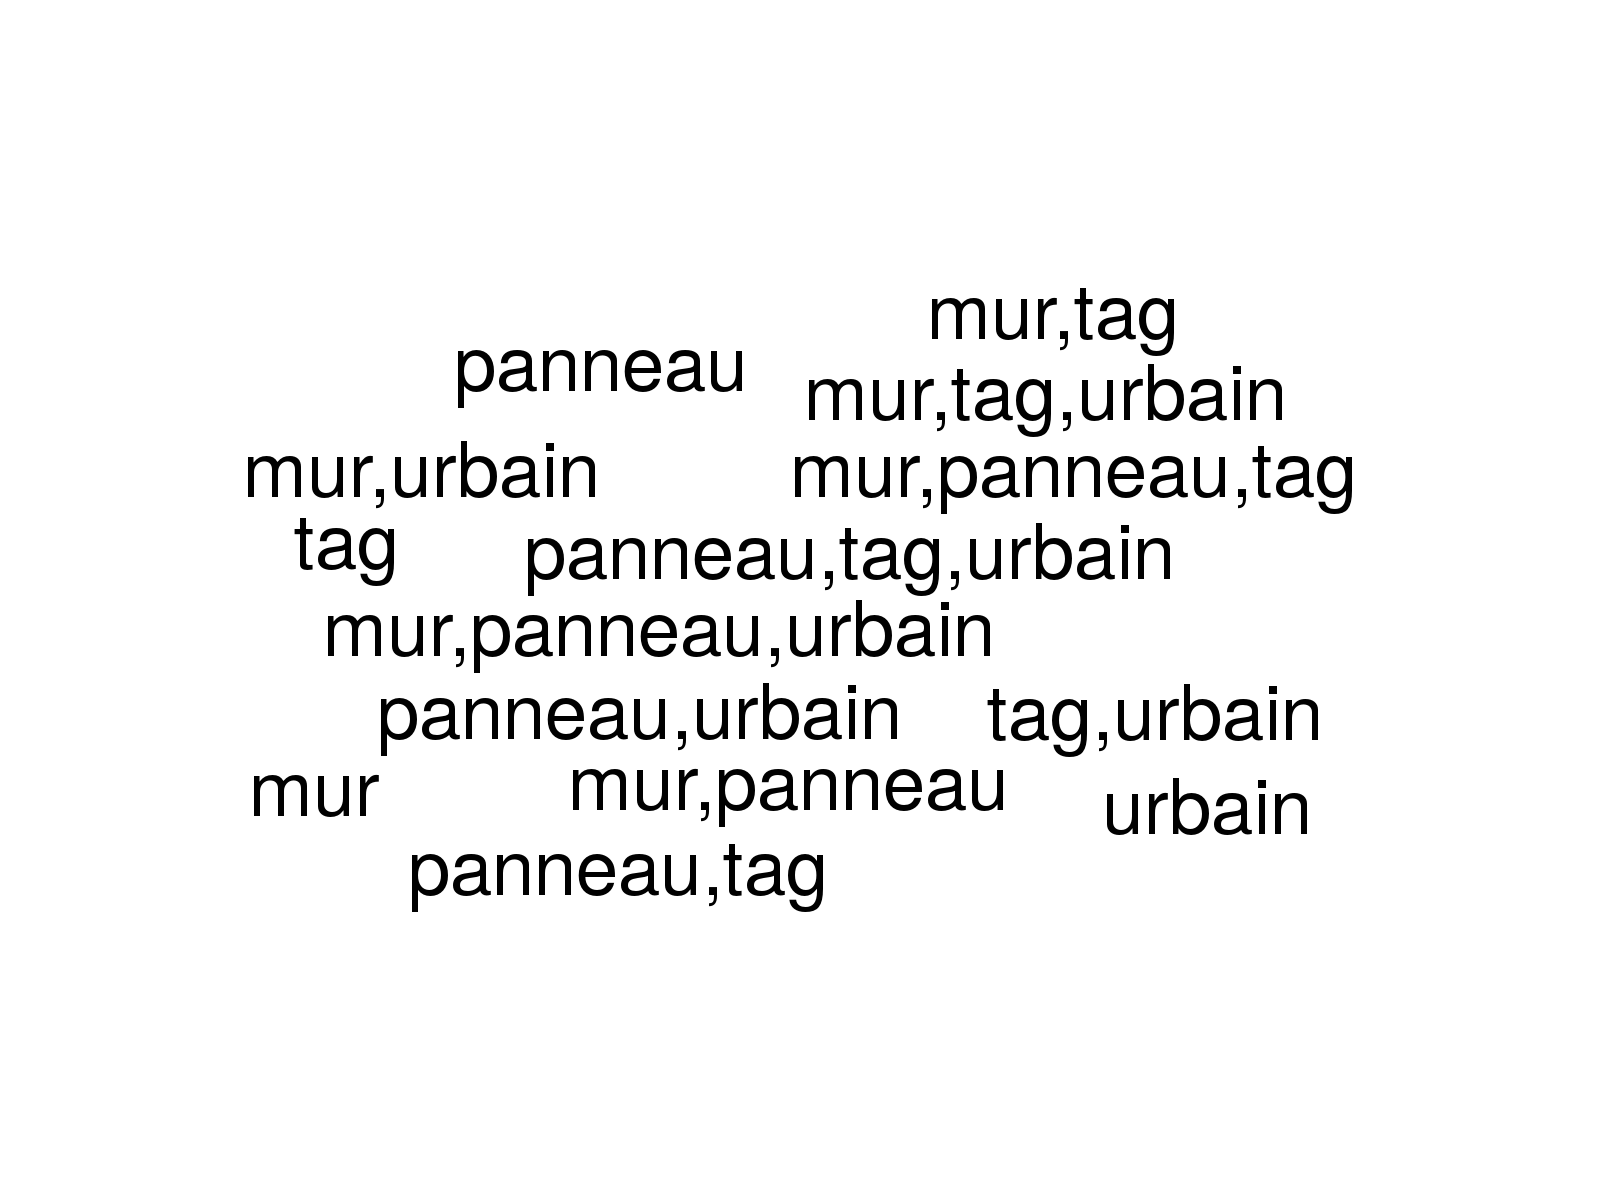 mur,tag
panneau
mur,tag,urbain
mur,urbain
mur,panneau,tag
tag
panneau,tag,urbain
mur,panneau,urbain
panneau,urbain
tag,urbain
mur
mur,panneau
urbain
panneau,tag